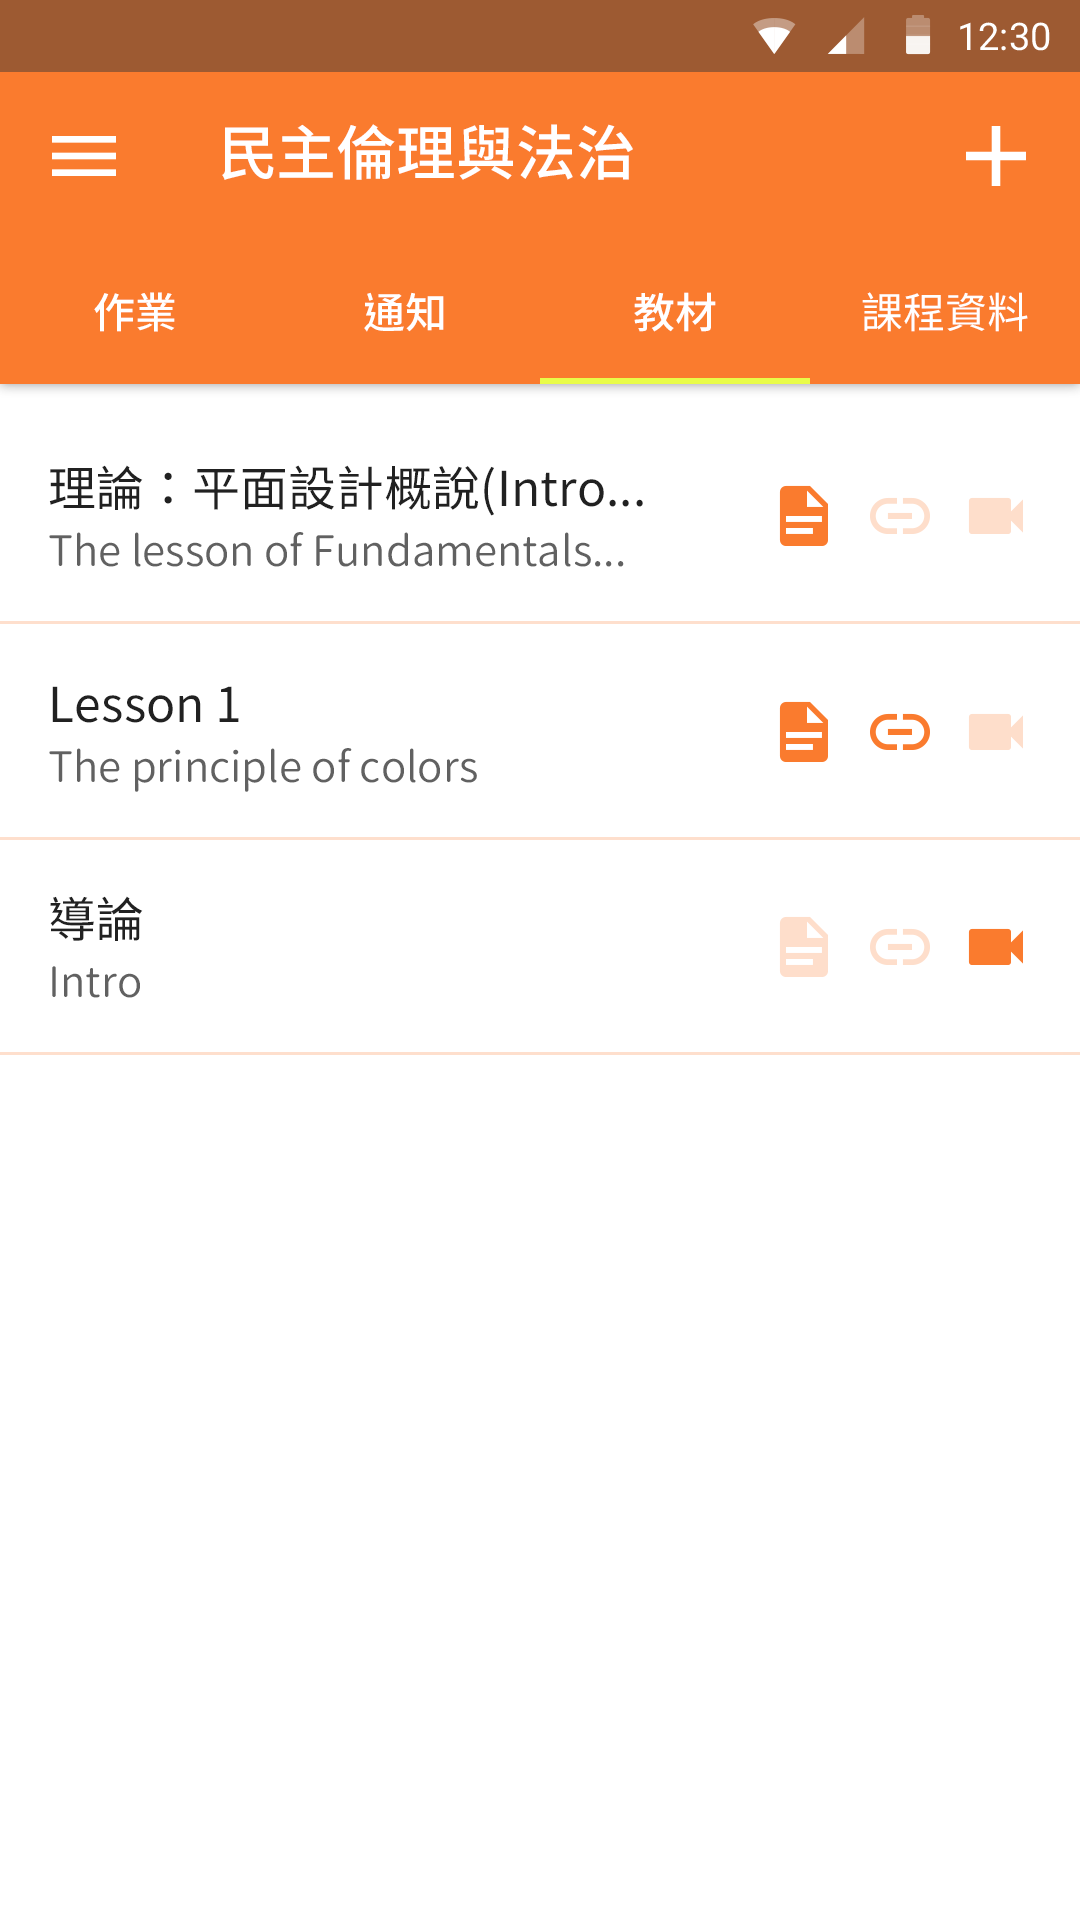 12:30
民主倫理與法治
作業 通知 教材 課程資料
理論：平面設計概說(Intro...
The lesson of Fundamentals...
Lesson 1
The principle of colors
導論
Intro